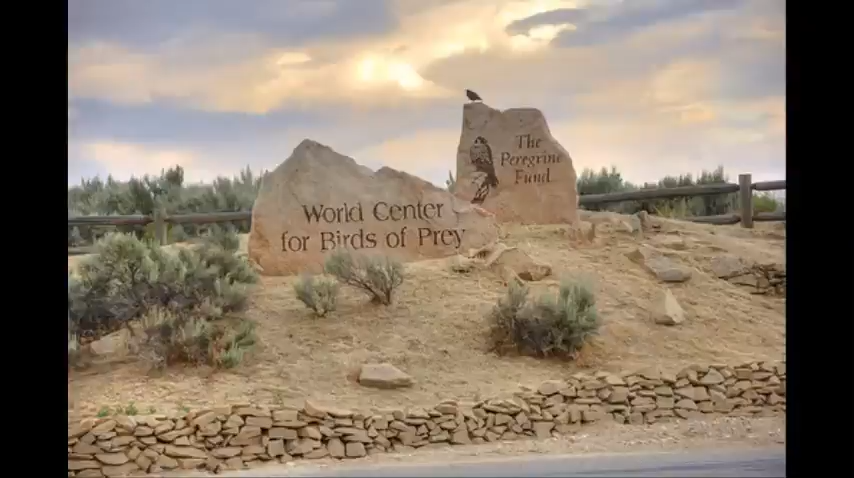 World Center
for Birds of Prey
The
Peregrine
Fund